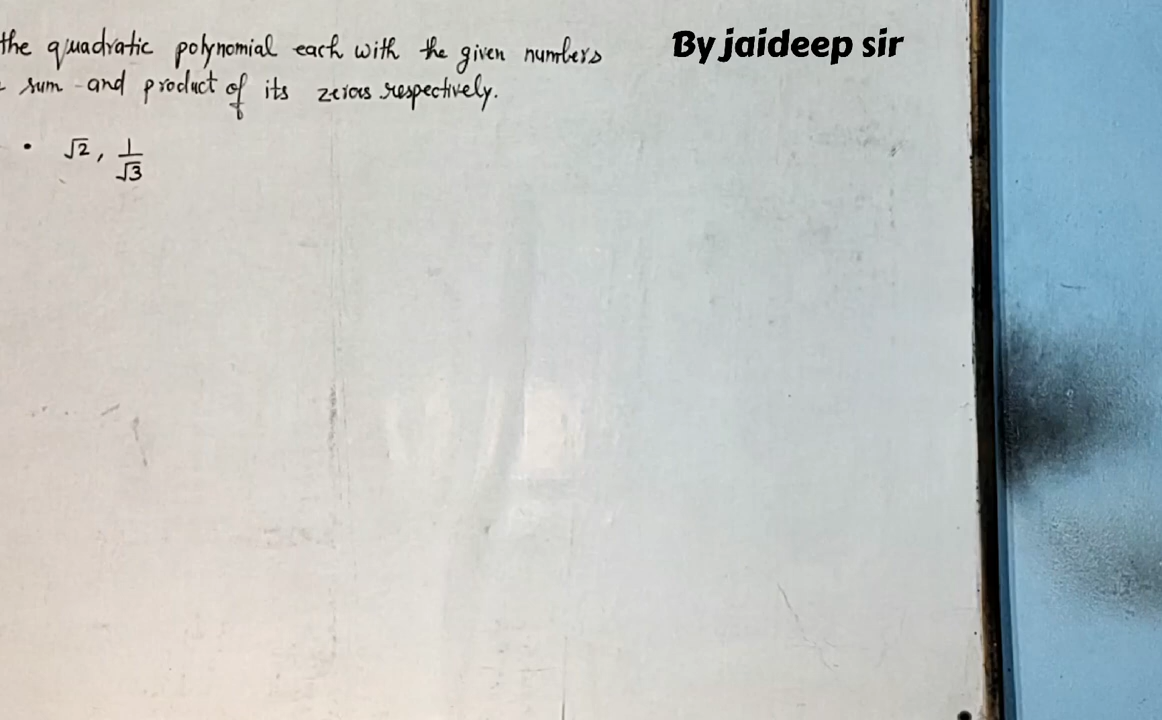 the quadratic polynomial each with the given numbers
sum and product of its zeroes respectively.
• √2, 1/√3
By jaideep sir